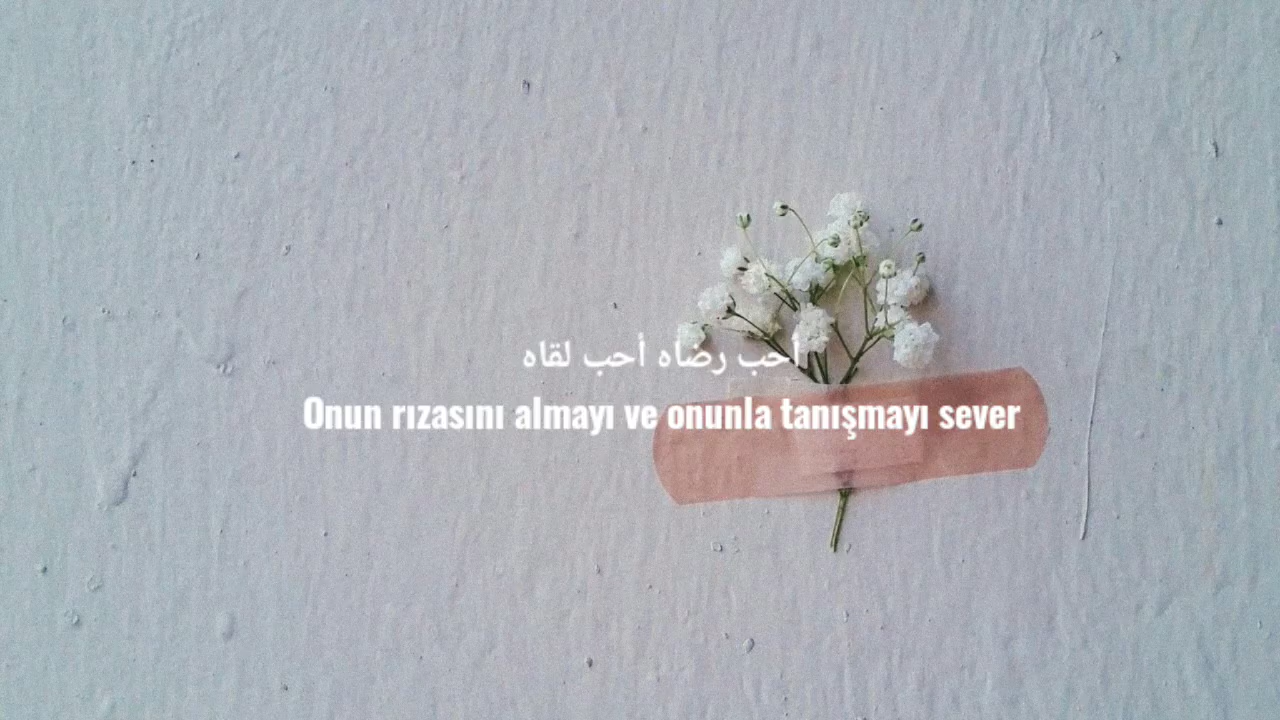 أحب رضاه أحب لقاه
Onun rızasını almayı ve onunla tanışmayı sever